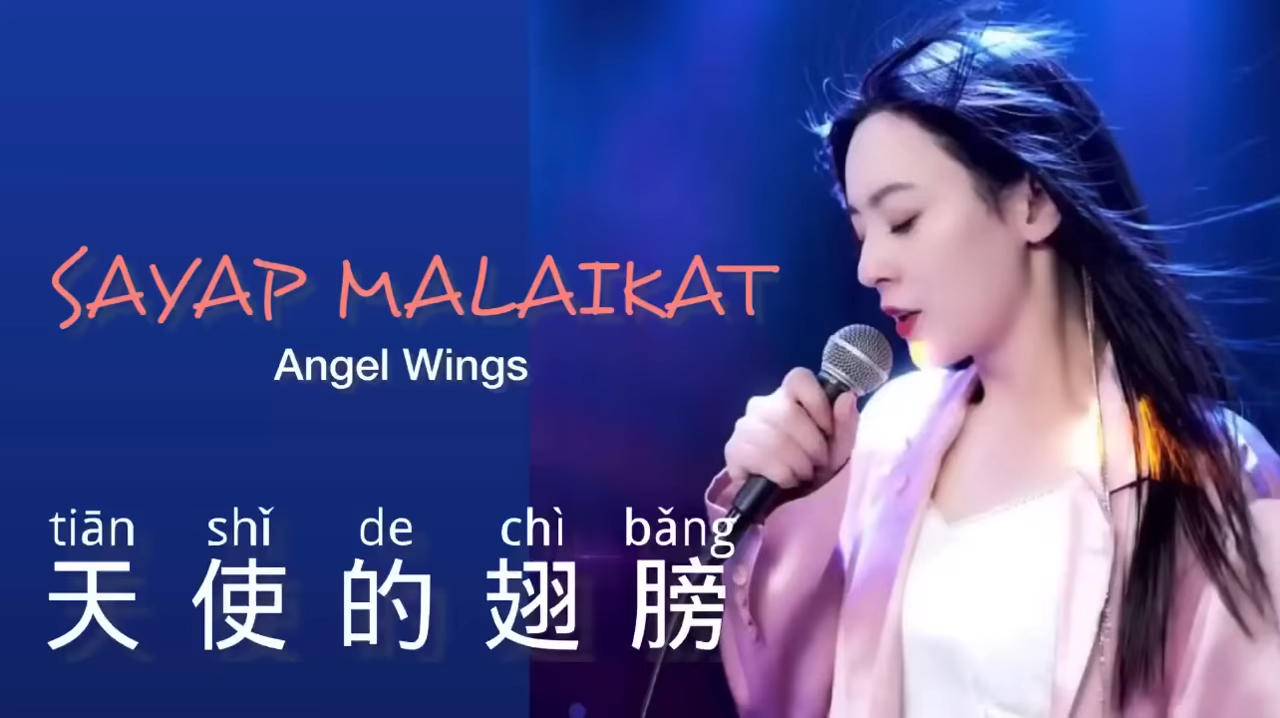 SAYAP MALAIKAT
Angel Wings
tiān shǐ de chì bǎng
天使的翅膀